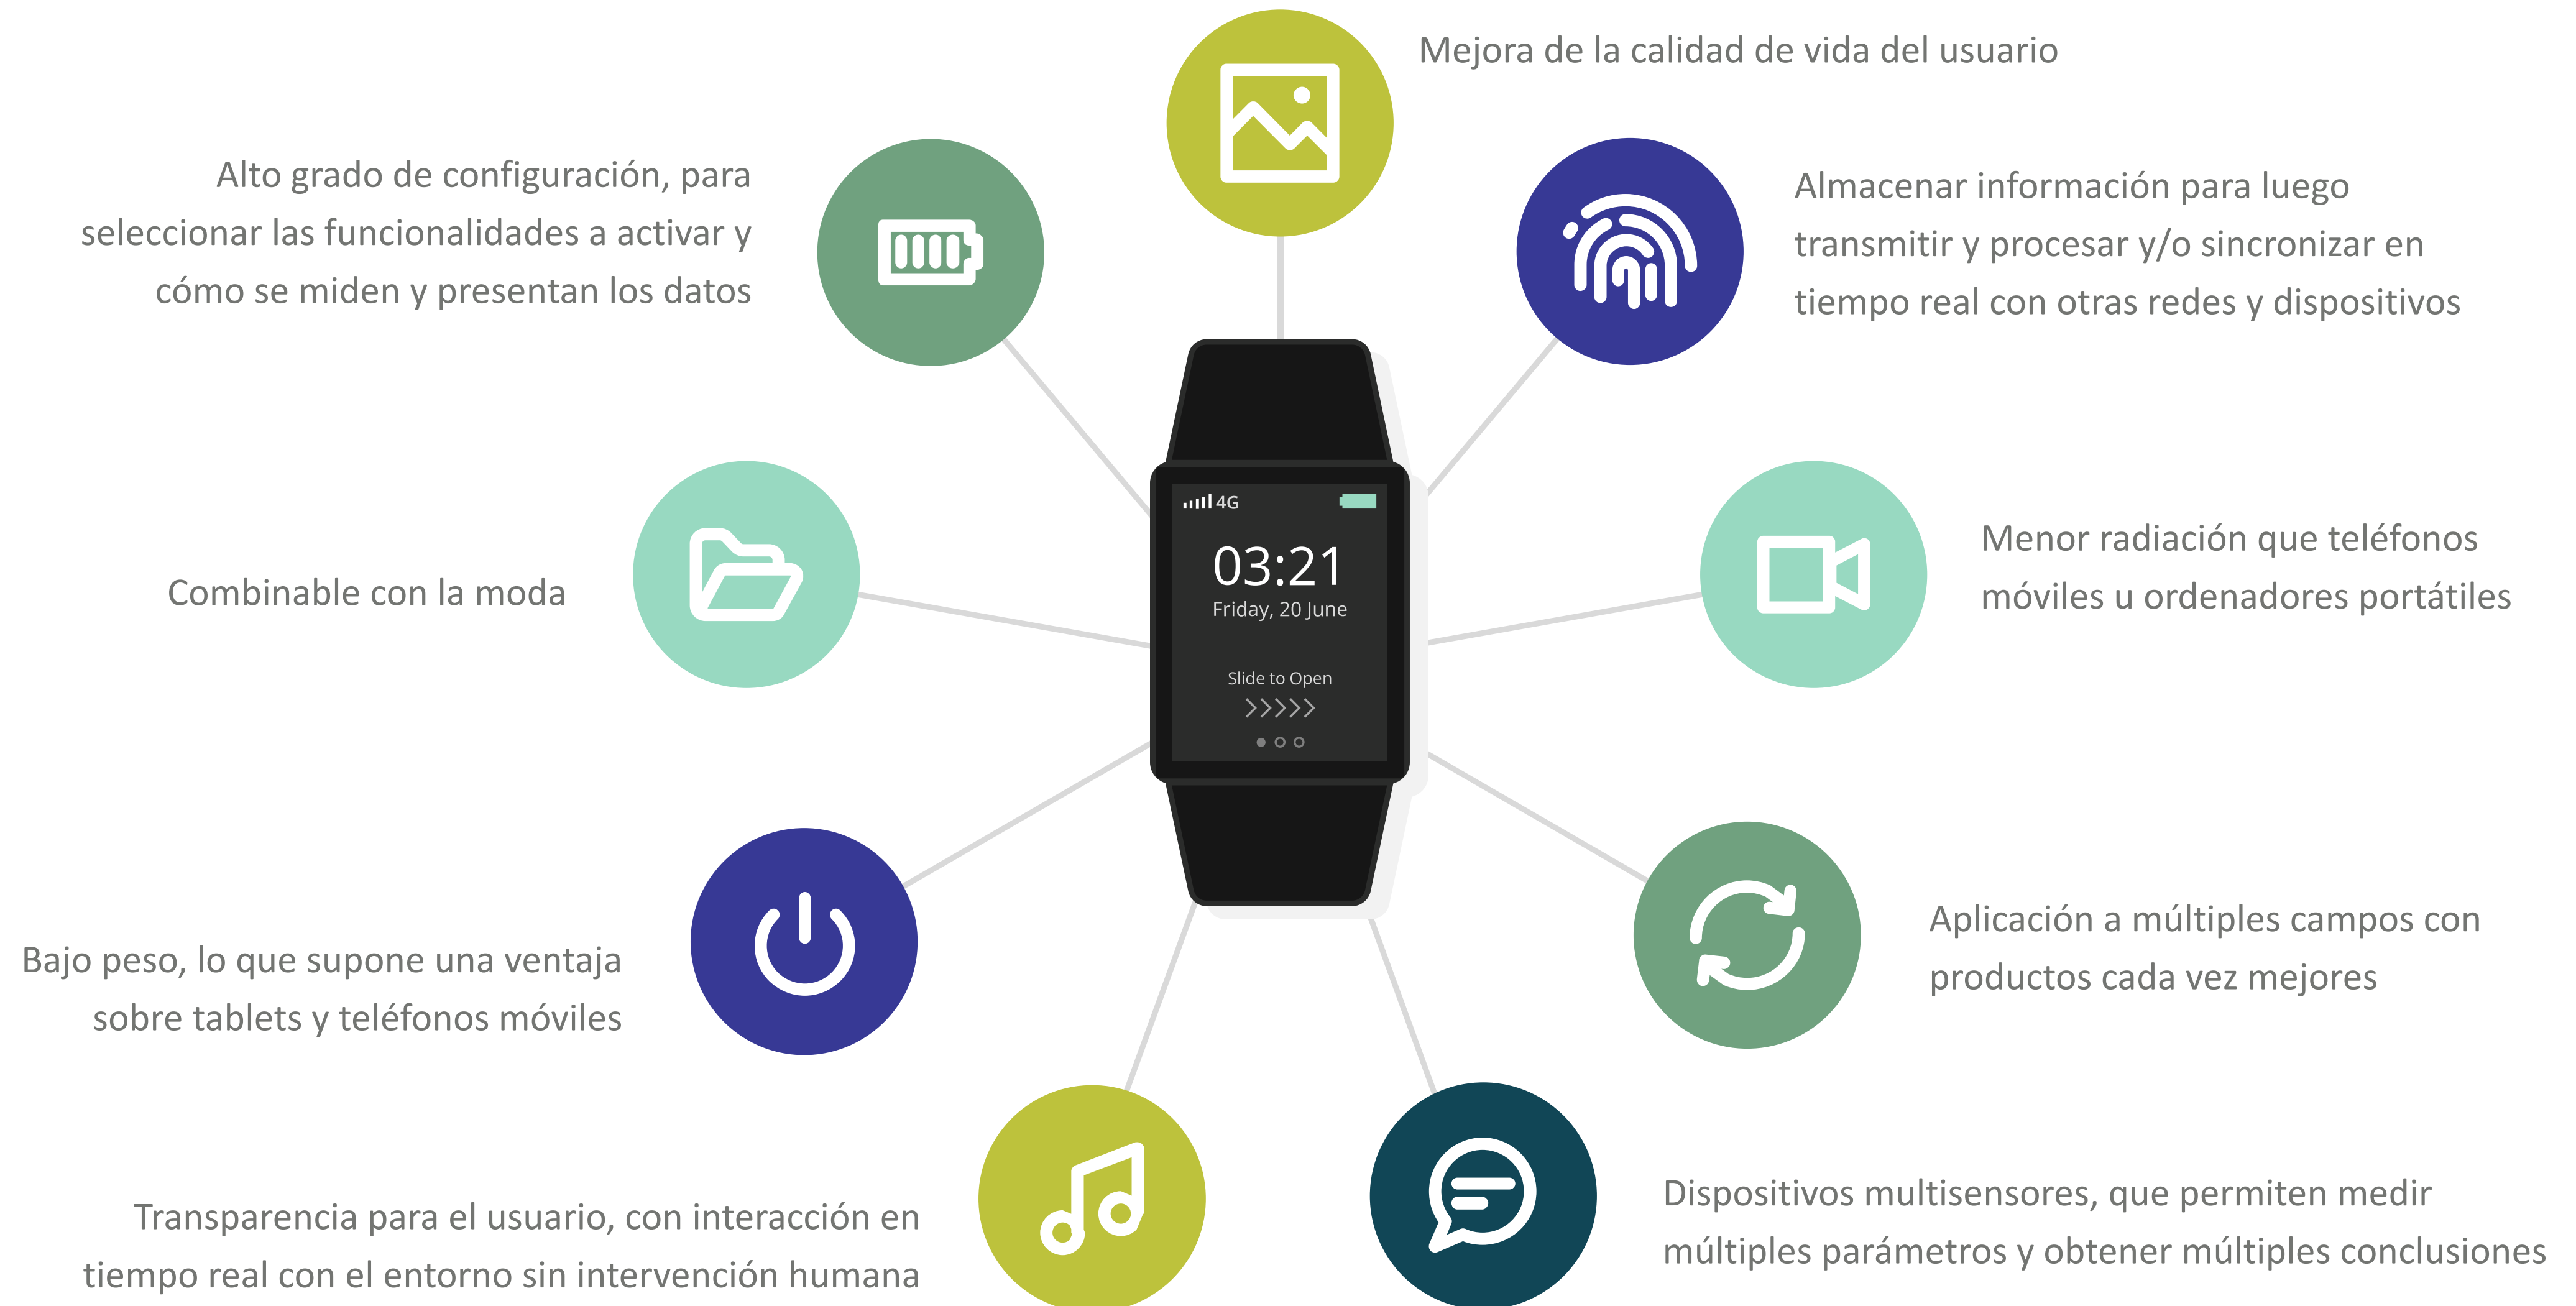 Mejora de la calidad de vida del usuario
Alto grado de configuración, para
seleccionar las funcionalidades a activar y
cómo se miden y presentan los datos
Almacenar información para luego
transmitir y procesar y/o sincronizar en
tiempo real con otras redes y dispositivos
4G
03:21
Friday, 20 June
Slide to Open
Combinable con la moda
Menor radiación que teléfonos
móviles u ordenadores portátiles
Bajo peso, lo que supone una ventaja
sobre tablets y teléfonos móviles
Aplicación a múltiples campos con
productos cada vez mejores
Transparencia para el usuario, con interacción en
tiempo real con el entorno sin intervención humana
Dispositivos multisensores, que permiten medir
múltiples parámetros y obtener múltiples conclusiones